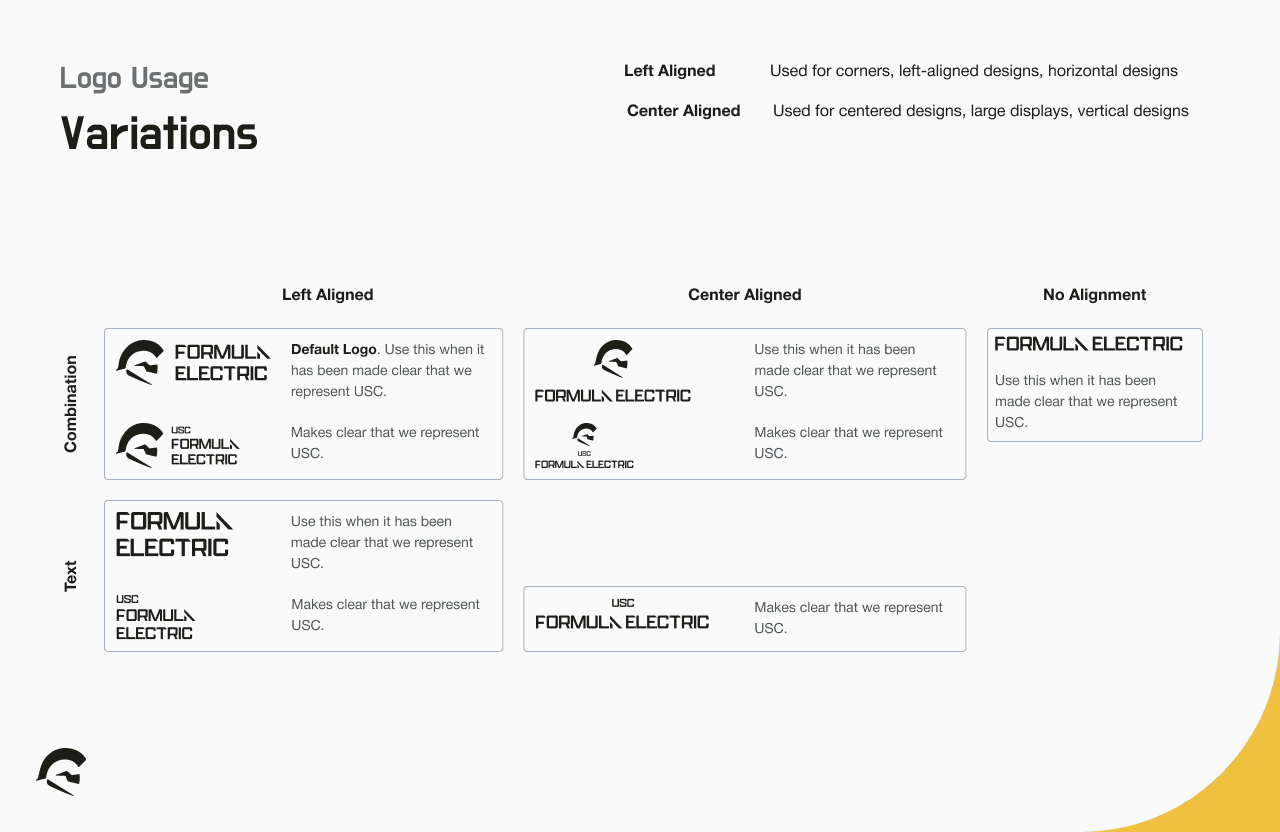 Logo Usage
Variations
Left Aligned Used for corners, left-aligned designs, horizontal designs
Center Aligned Used for centered designs, large displays, vertical designs
Left Aligned
Center Aligned
No Alignment
Combination
FORMULA
ELECTRIC
Default Logo. Use this when it
has been made clear that we
represent USC.
USC
FORMULA
ELECTRIC
Makes clear that we represent
USC.
FORMULA ELECTRIC
Use this when it has been
made clear that we represent
USC.
USC
FORMULA ELECTRIC
Makes clear that we represent
USC.
FORMULA ELECTRIC
Use this when it has been
made clear that we represent
USC.
Text
FORMULA
ELECTRIC
Use this when it has been
made clear that we represent
USC.
USC
FORMULA
ELECTRIC
Makes clear that we represent
USC.
USC
FORMULA ELECTRIC
Makes clear that we represent
USC.